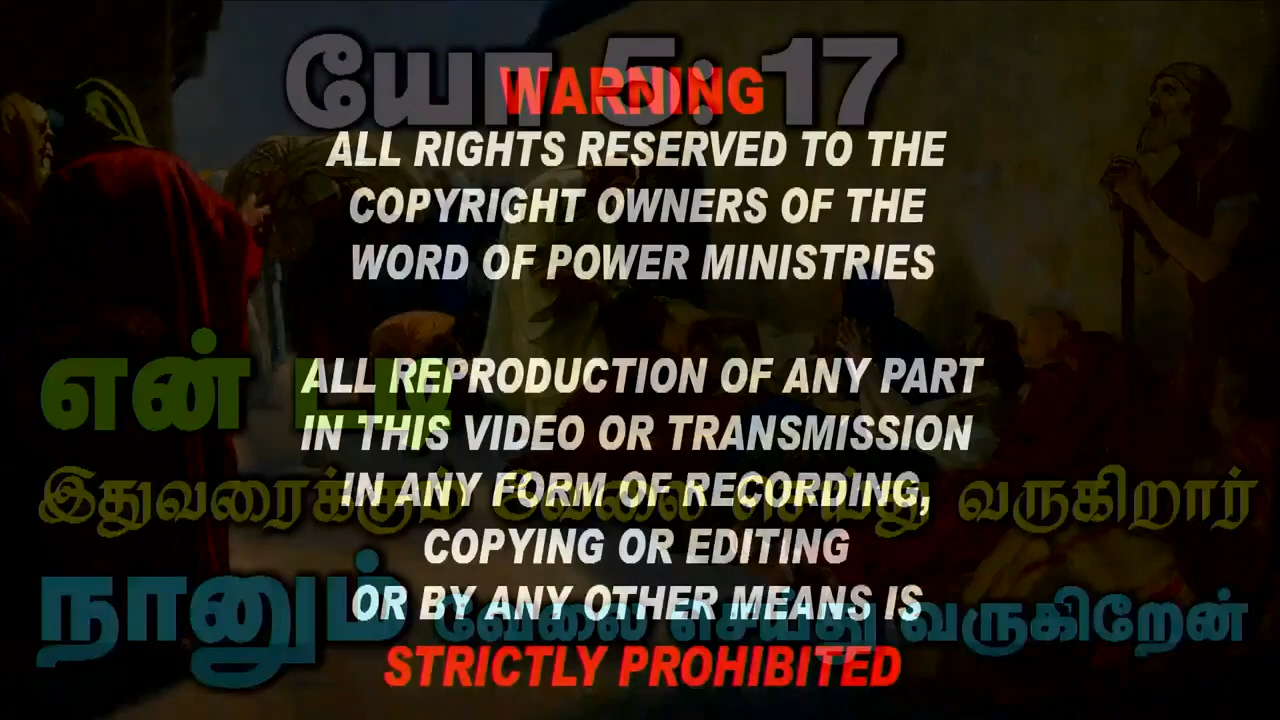 யோ 5: 17
WARNING
ALL RIGHTS RESERVED TO THE
COPYRIGHT OWNERS OF THE
WORD OF POWER MINISTRIES
ALL REPRODUCTION OF ANY PART
என்
IN THIS VIDEO OR TRANSMISSION
IN ANY FORM OF RECORDING,
இதுவரைக்கும் வேலை செய்து வருகிறார்
COPYING OR EDITING
OR BY ANY OTHER MEANS IS
நானும் வேலை செய்து வருகிறேன்
STRICTLY PROHIBITED